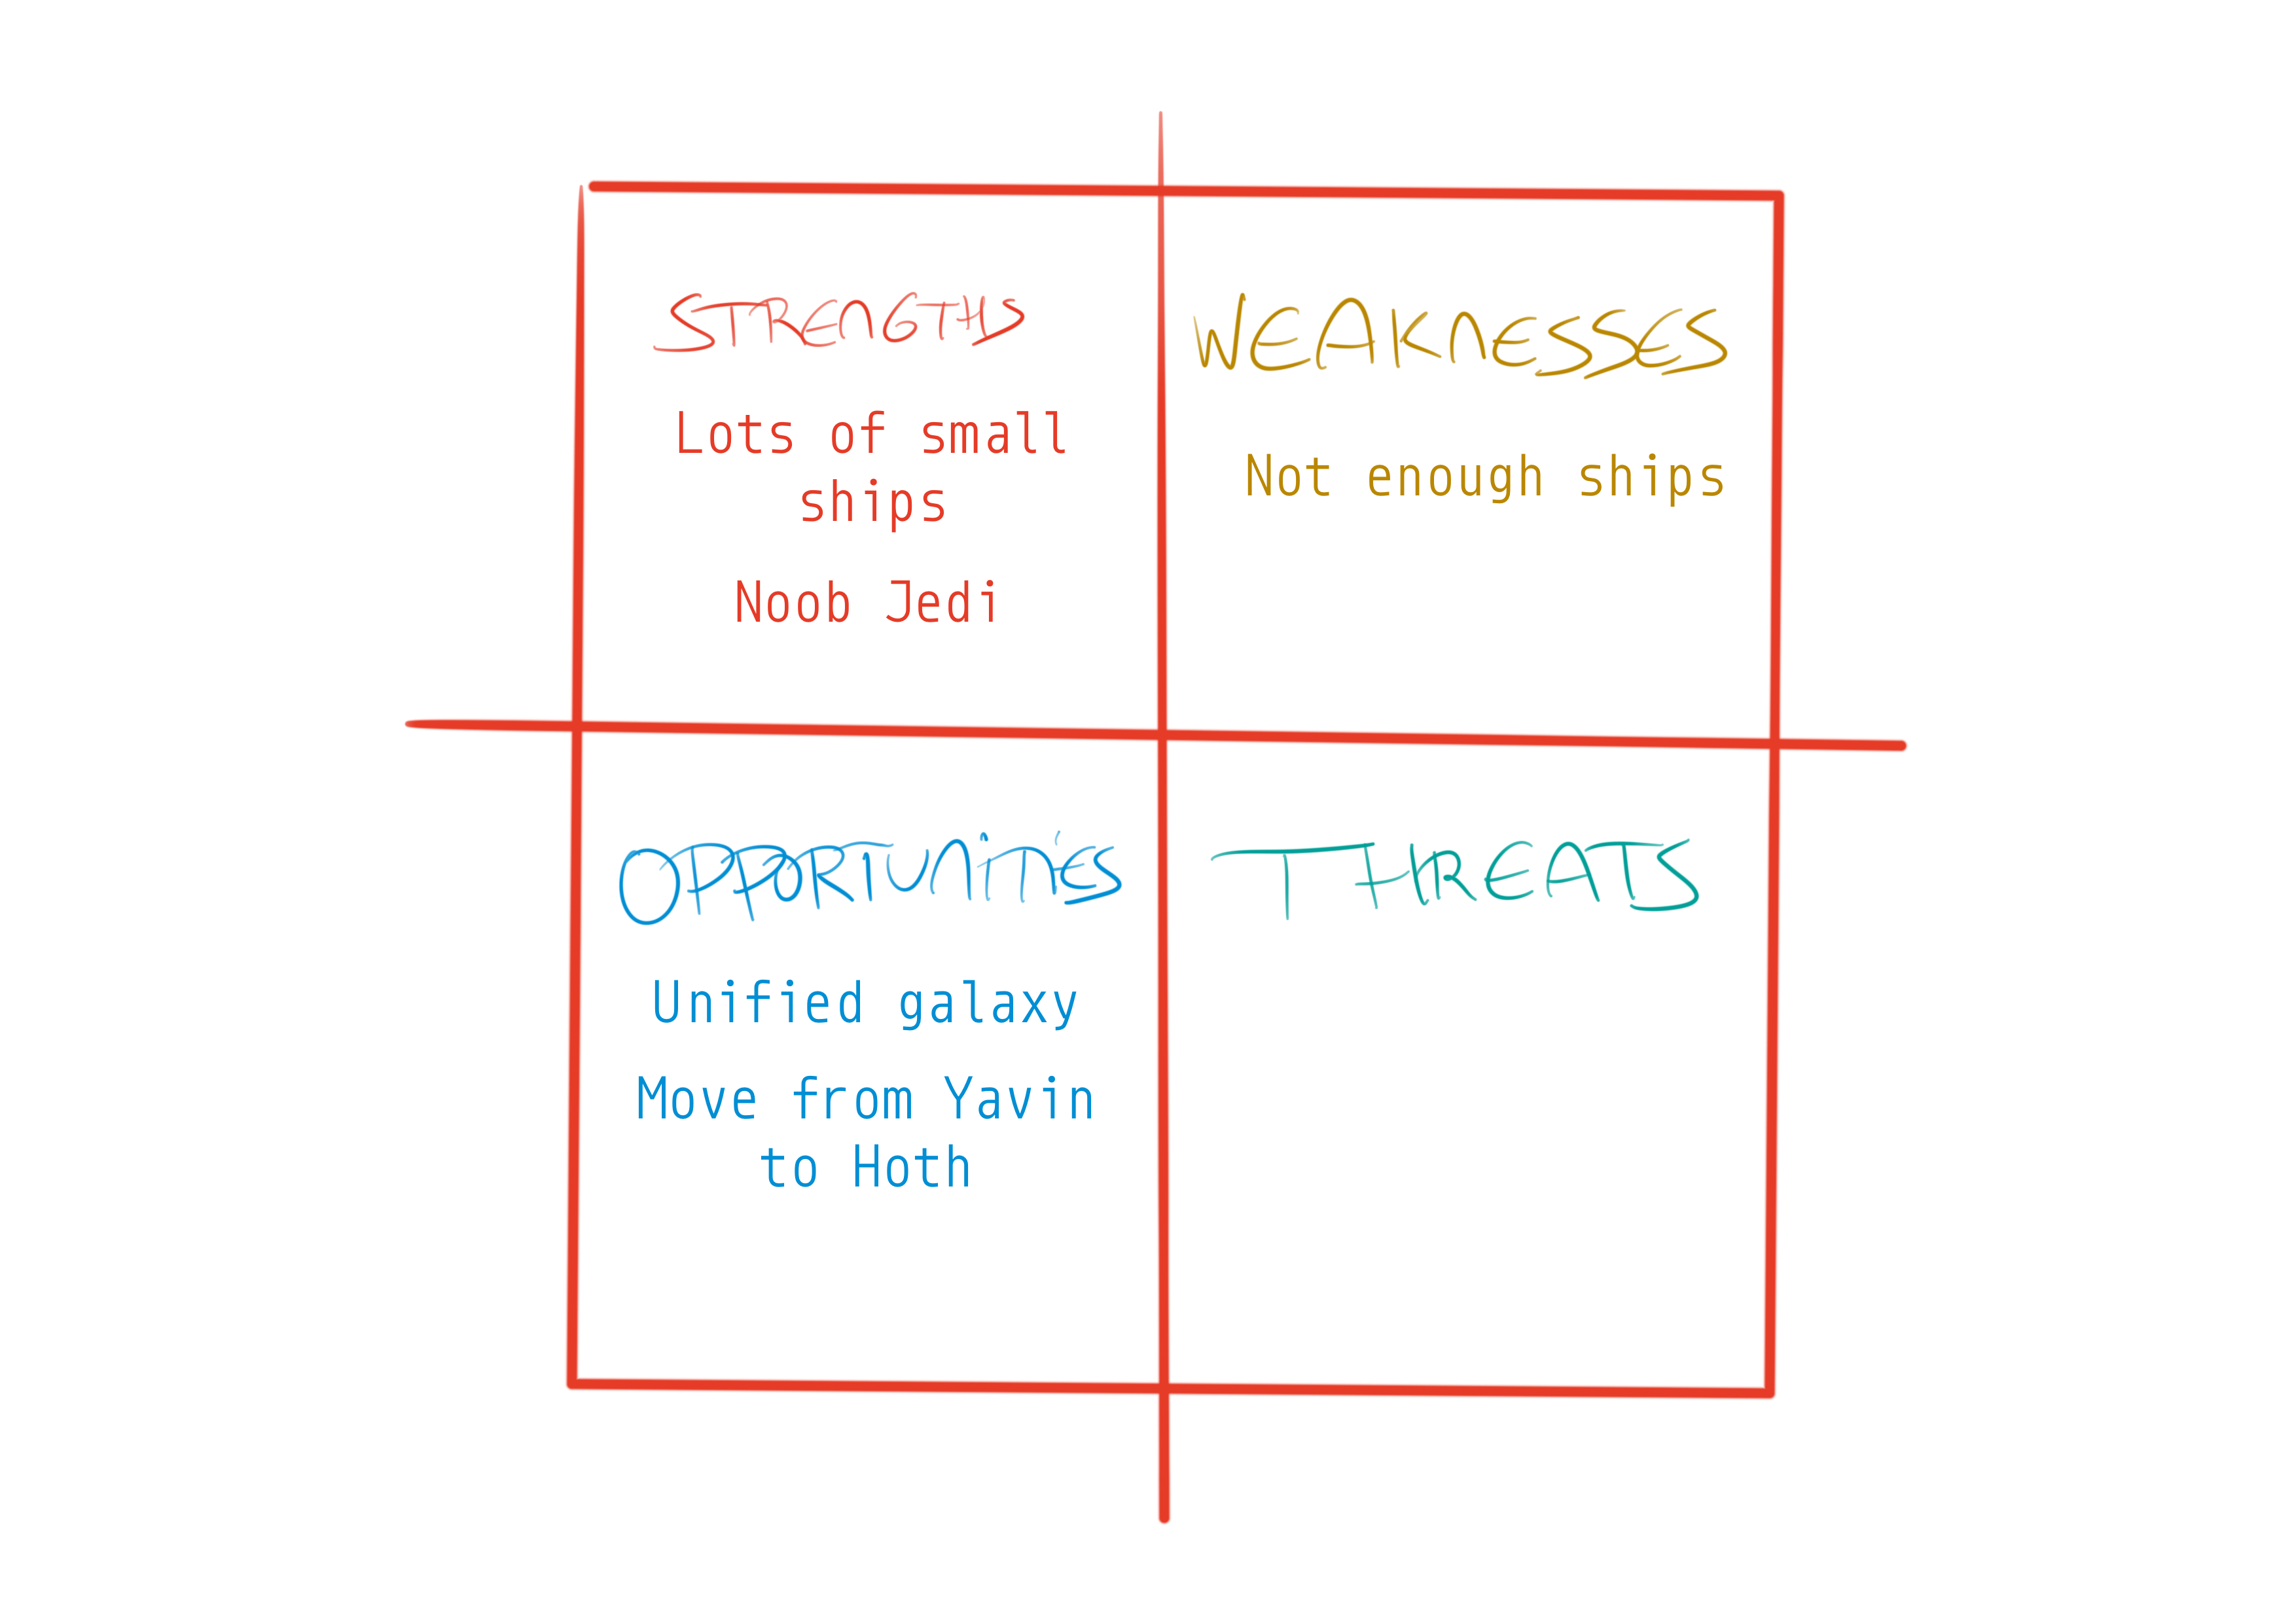 STRENGTHS
Lots of small
ships
Noob Jedi
WEAKNESSES
Not enough ships
OPPORTUNITIES
Unified galaxy
Move from Yavin
to Hoth
THREATS